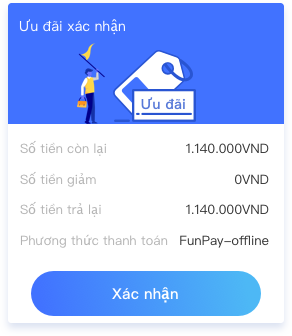 Ưu đãi xác nhận
Ưu đãi
Số tiền còn lại 1.140.000VND
Số tiền giảm 0VND
Số tiền trả lại 1.140.000VND
Phương thức thanh toán FunPay-offline
Xác nhận